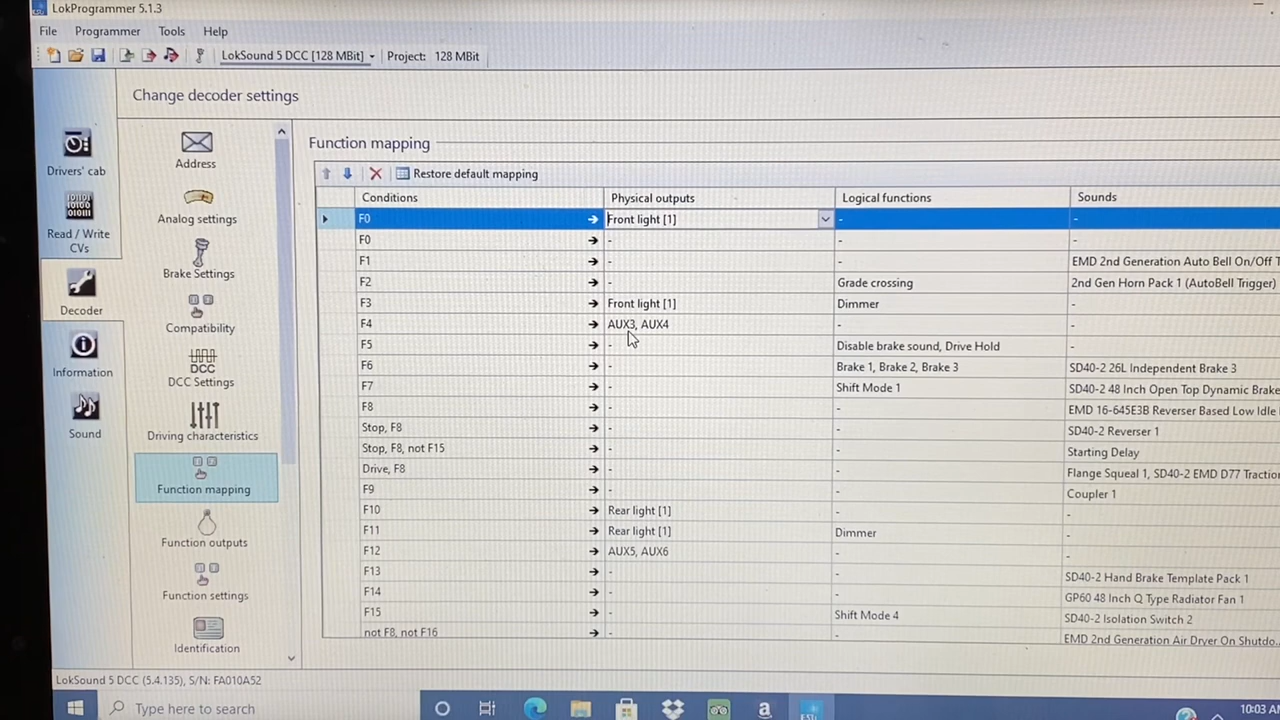 LokProgrammer 5.1.3
File Programmer Tools Help
LokSound 5 DCC [128 MBit] Project: 128 MBit
Change decoder settings
Drivers' cab
Read / Write CVs
Decoder
Information
Sound
Address
Analog settings
Brake Settings
Compatibility
DCC
DCC Settings
Driving characteristics
Function mapping
Function outputs
Function settings
Identification
Function mapping
Restore default mapping
Conditions Physical outputs Logical functions Sounds
F0 → Front light [1] - -
F0 → - - -
F1 → - - EMD 2nd Generation Auto Bell On/Off T
F2 → - Grade crossing 2nd Gen Horn Pack 1 (AutoBell Trigger)
F3 → Front light [1] Dimmer -
F4 → AUX3, AUX4 - -
F5 → - Disable brake sound, Drive Hold -
F6 → - Brake 1, Brake 2, Brake 3 SD40-2 26L Independent Brake 3
F7 → - Shift Mode 1 SD40-2 48 Inch Open Top Dynamic Brake
F8 → - - EMD 16-645E3B Reverser Based Low Idle
Stop, F8 → - - SD40-2 Reverser 1
Stop, F8, not F15 → - - Starting Delay
Drive, F8 → - - Flange Squeal 1, SD40-2 EMD D77 Traction
F9 → - - Coupler 1
F10 → Rear light [1] - -
F11 → Rear light [1] Dimmer -
F12 → AUX5, AUX6 - -
F13 → - - SD40-2 Hand Brake Template Pack 1
F14 → - - GP60 48 Inch Q Type Radiator Fan 1
F15 → - Shift Mode 4 SD40-2 Isolation Switch 2
not F8, not F16 → - - EMD 2nd Generation Air Dryer On Shutdo...
LokSound 5 DCC (5.4.135), S/N: FA010A52
Type here to search
10:03 AM